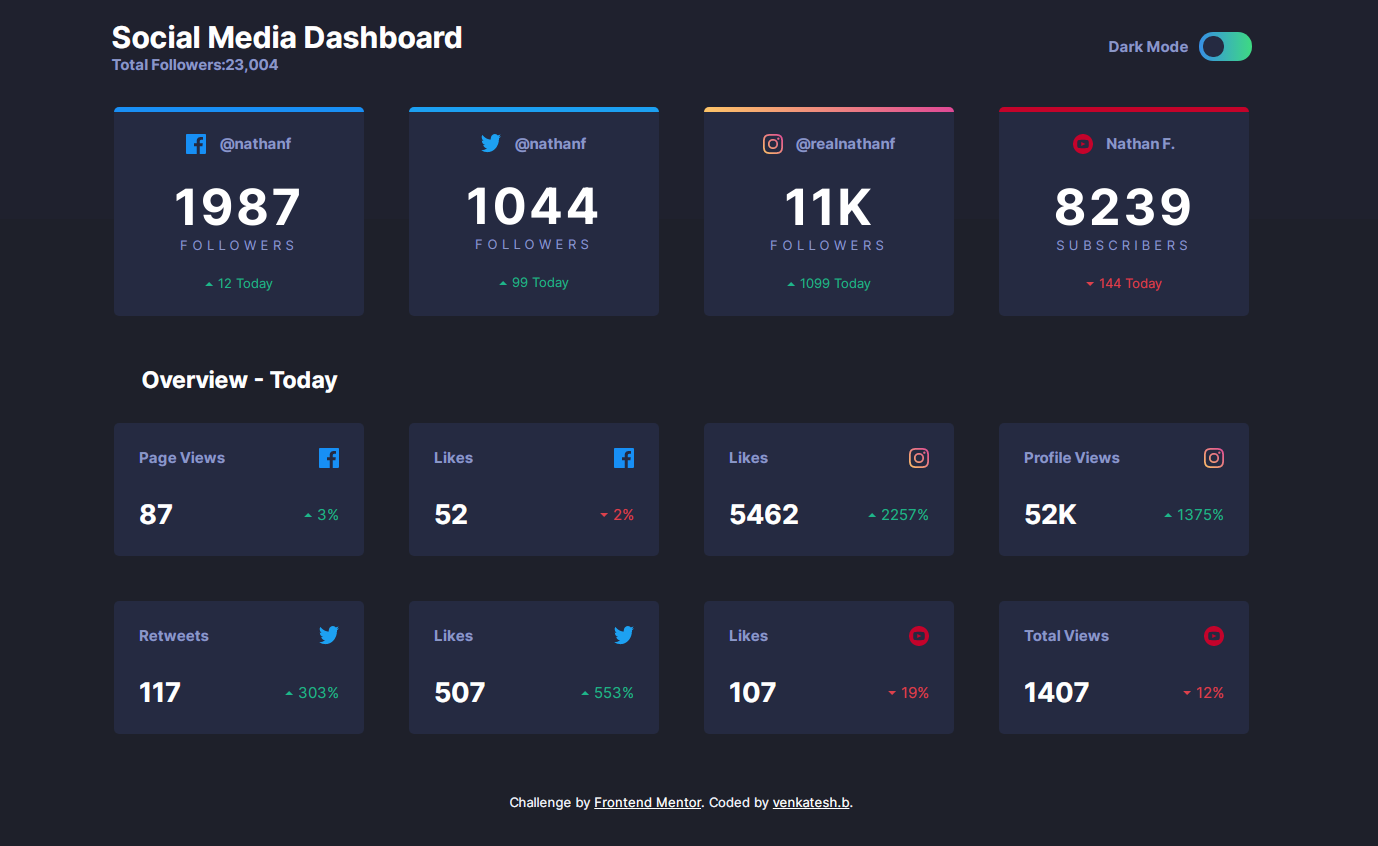 Social Media Dashboard
Total Followers:23,004
Dark Mode
@nathanf
1987
FOLLOWERS
12 Today
@nathanf
1044
FOLLOWERS
99 Today
@realnathanf
11K
FOLLOWERS
1099 Today
Nathan F.
8239
SUBSCRIBERS
144 Today
Overview - Today
Page Views
87
3%
Likes
52
2%
Likes
5462
2257%
Profile Views
52K
1375%
Retweets
117
303%
Likes
507
553%
Likes
107
19%
Total Views
1407
12%
Challenge by Frontend Mentor. Coded by venkatesh.b.